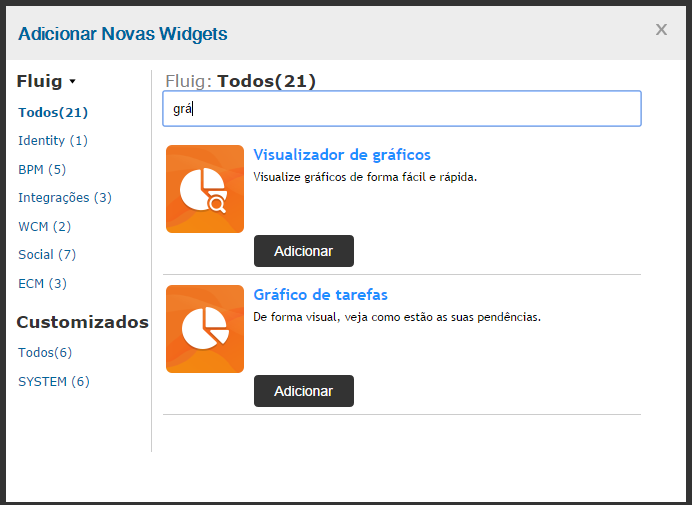 Adicionar Novas Widgets
X
Fluig
Todos(21)
Identity (1)
BPM (5)
Integrações (3)
WCM (2)
Social (7)
ECM (3)
Customizados
Todos(6)
SYSTEM (6)
Fluig: Todos(21)
grá
Visualizador de gráficos
Visualize gráficos de forma fácil e rápida.
Adicionar
Gráfico de tarefas
De forma visual, veja como estão as suas pendências.
Adicionar